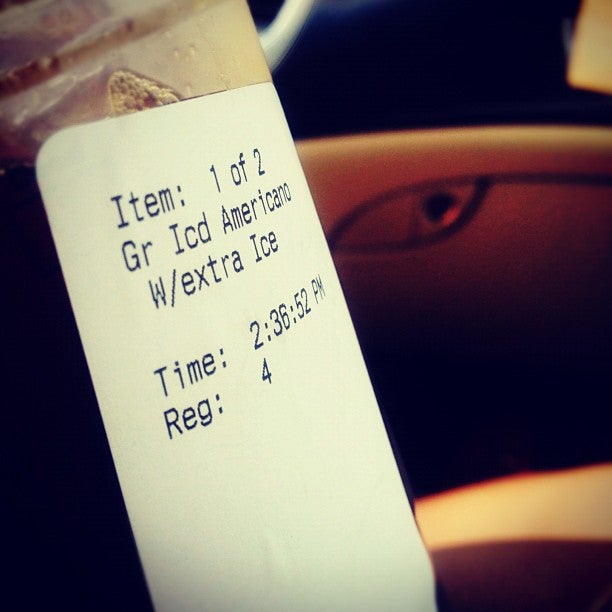 Item: 1 of 2
Gr Icd Americano
W/extra Ice
Time: 2:36:52 PM
Reg: 4